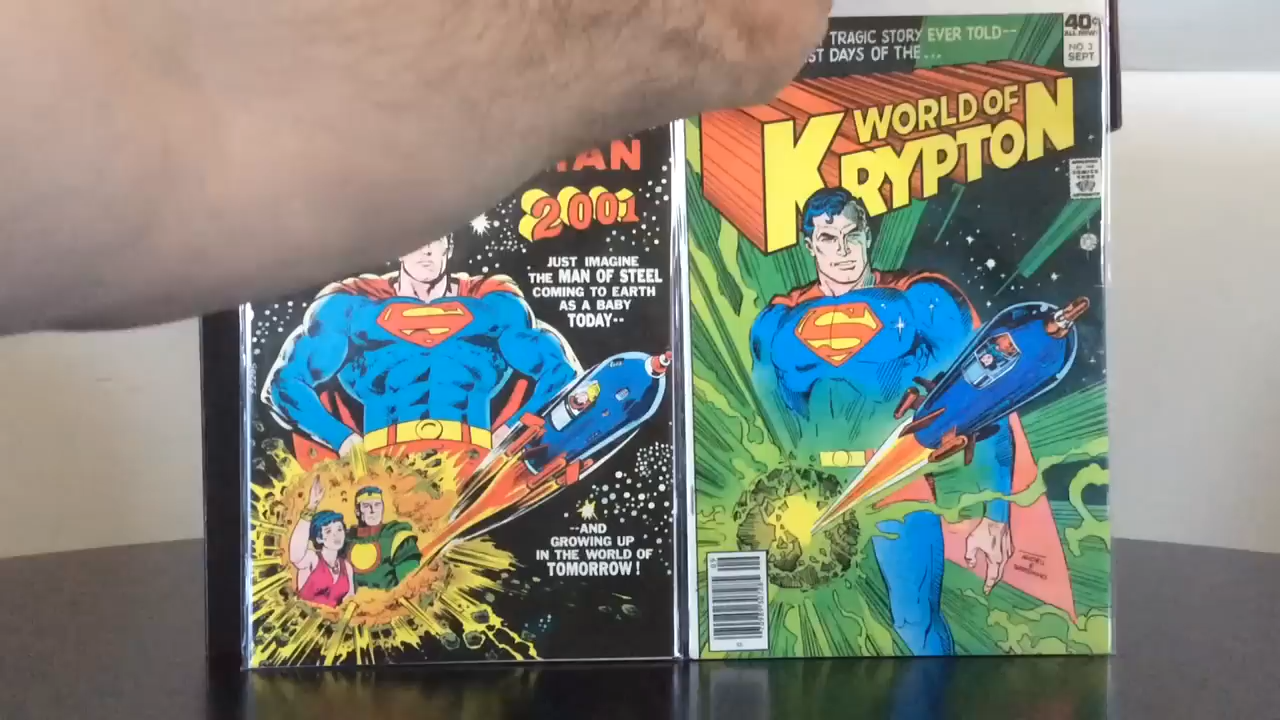 2001
JUST IMAGINE
THE MAN OF STEEL
COMING TO EARTH
AS A BABY
TODAY--
--AND
GROWING UP
IN THE WORLD OF
TOMORROW!
TRAGIC STORY EVER TOLD--
DAYS OF THE...
40¢
NO. 3
SEPT
WORLD OF
KRYPTON